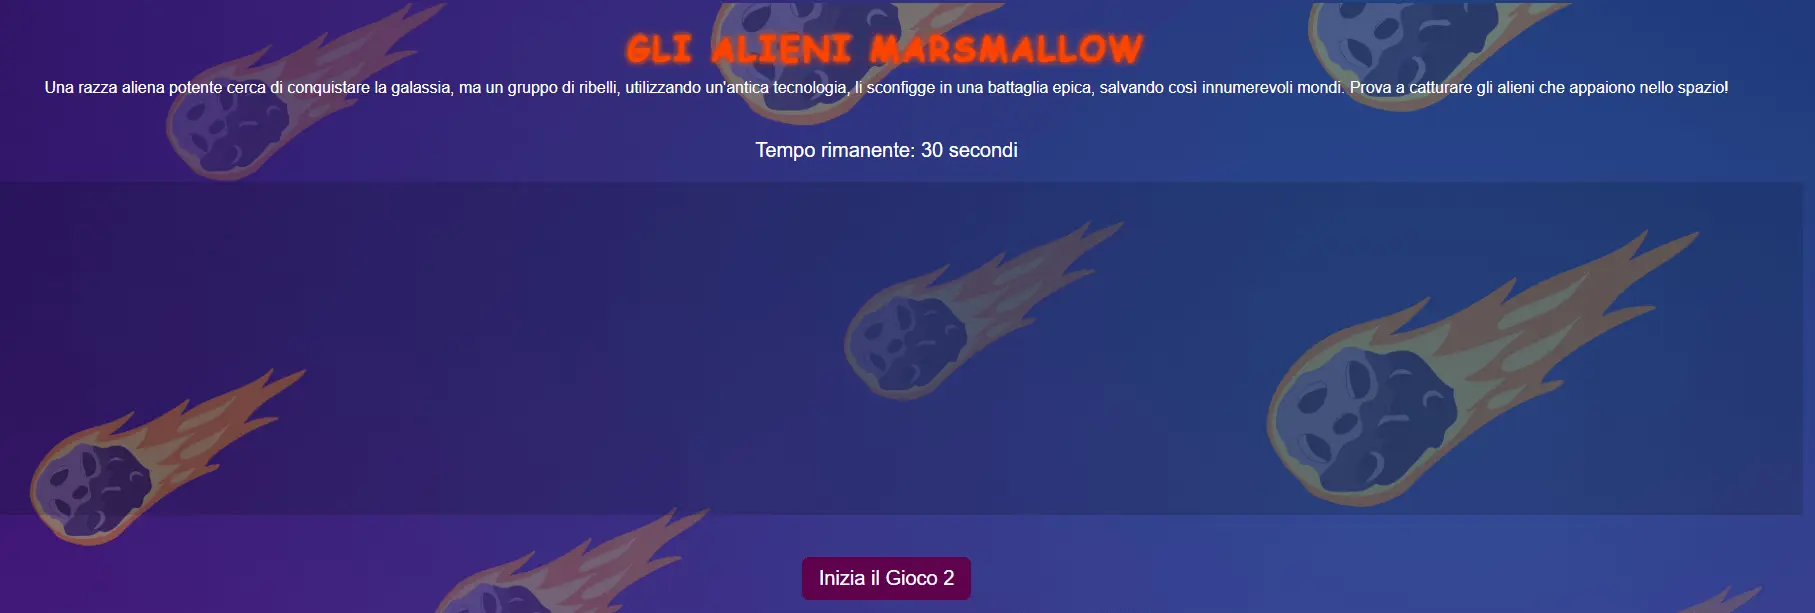 GLI ALIENI MARSMALLOW
Una razza aliena potente cerca di conquistare la galassia, ma un gruppo di ribelli, utilizzando un'antica tecnologia, li sconfigge in una battaglia epica, salvando così innumerevoli mondi. Prova a catturare gli alieni che appaiono nello spazio!
Tempo rimanente: 30 secondi
Inizia il Gioco 2